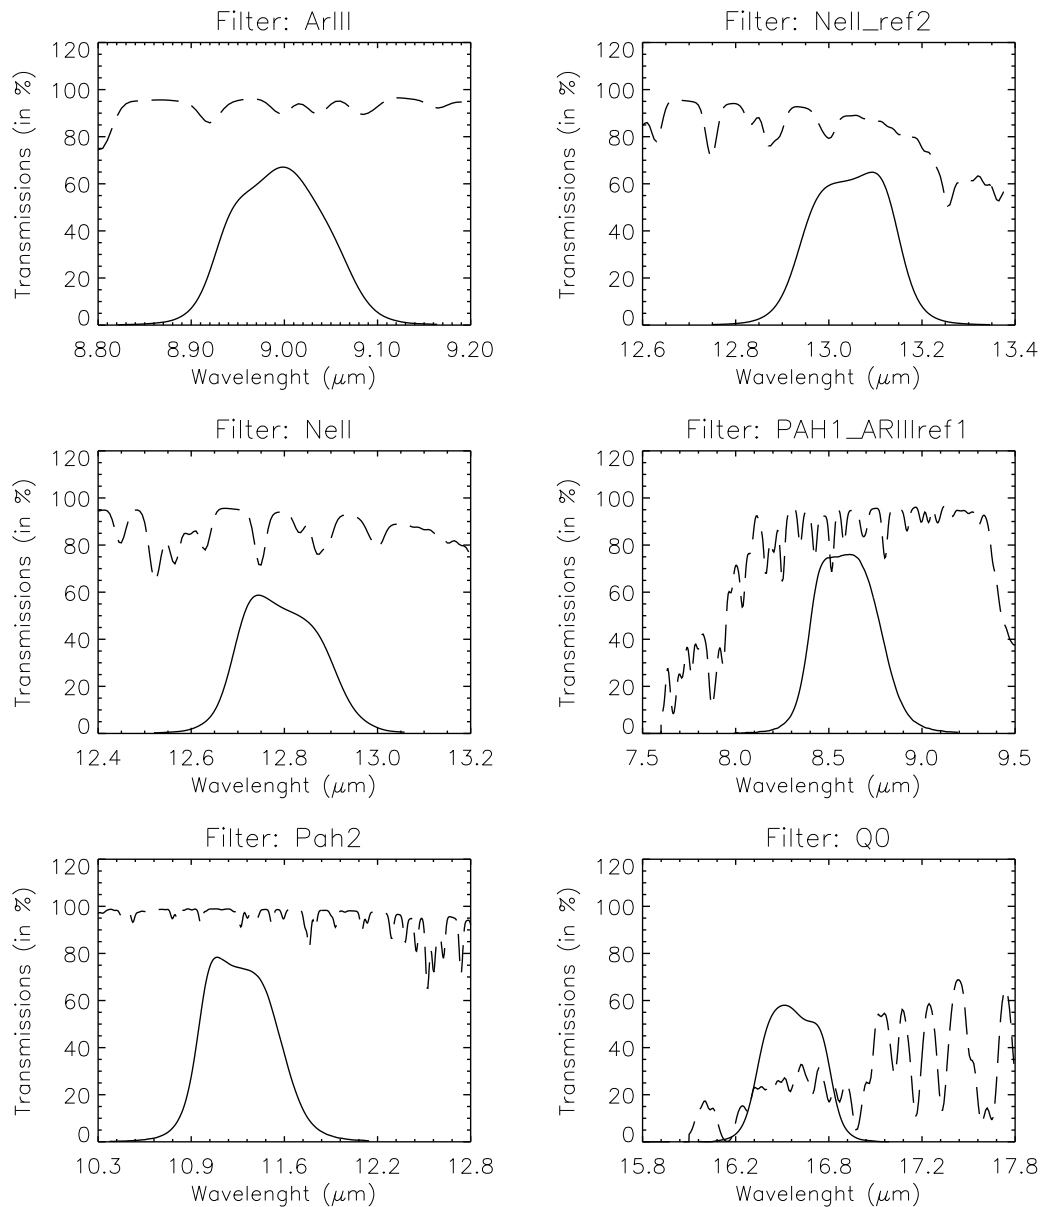 Filter: ArIII
Transmissions (in %)
120
100
80
60
40
20
0
8.80 8.90 9.00 9.10 9.20
Wavelenght (μm)
Filter: NeII_ref2
Transmissions (in %)
120
100
80
60
40
20
0
12.6 12.8 13.0 13.2 13.4
Wavelenght (μm)
Filter: NeII
Transmissions (in %)
120
100
80
60
40
20
0
12.4 12.6 12.8 13.0 13.2
Wavelenght (μm)
Filter: PAH1_ARIIIref1
Transmissions (in %)
120
100
80
60
40
20
0
7.5 8.0 8.5 9.0 9.5
Wavelenght (μm)
Filter: Pah2
Transmissions (in %)
120
100
80
60
40
20
0
10.3 10.9 11.6 12.2 12.8
Wavelenght (μm)
Filter: Q0
Transmissions (in %)
120
100
80
60
40
20
0
15.8 16.2 16.8 17.2 17.8
Wavelenght (μm)